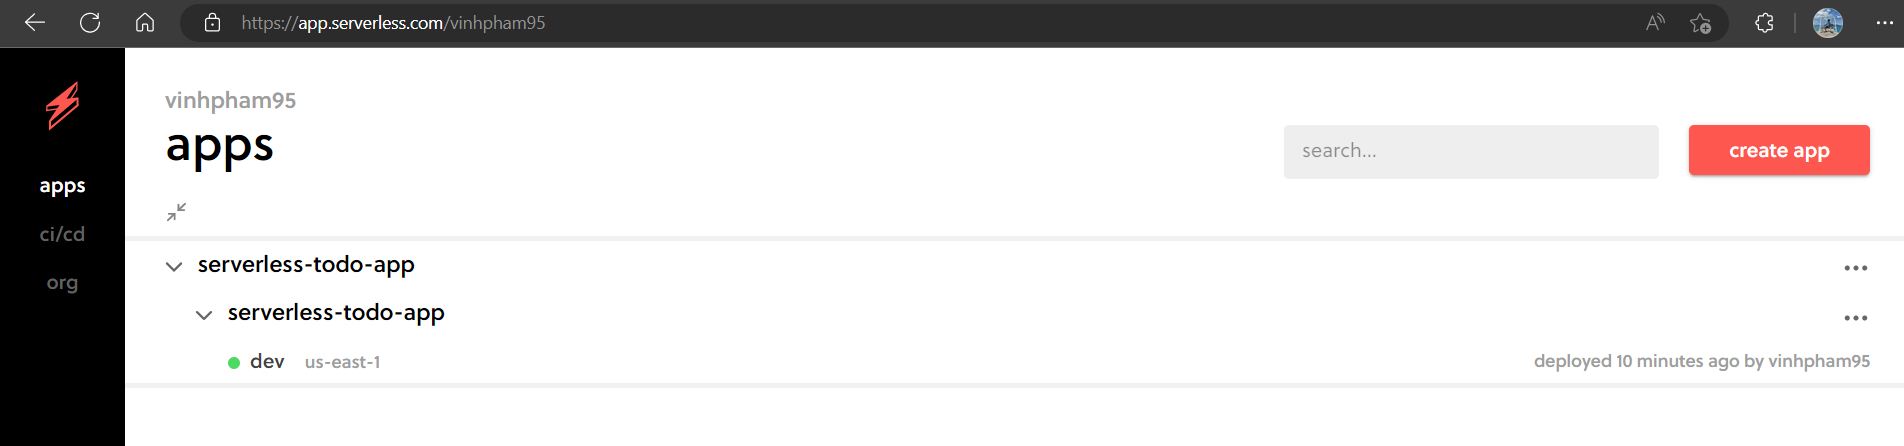 https://app.serverless.com/vinhpham95
vinhpham95
apps
search...
create app
apps
ci/cd
org
serverless-todo-app
serverless-todo-app
dev us-east-1 deployed 10 minutes ago by vinhpham95